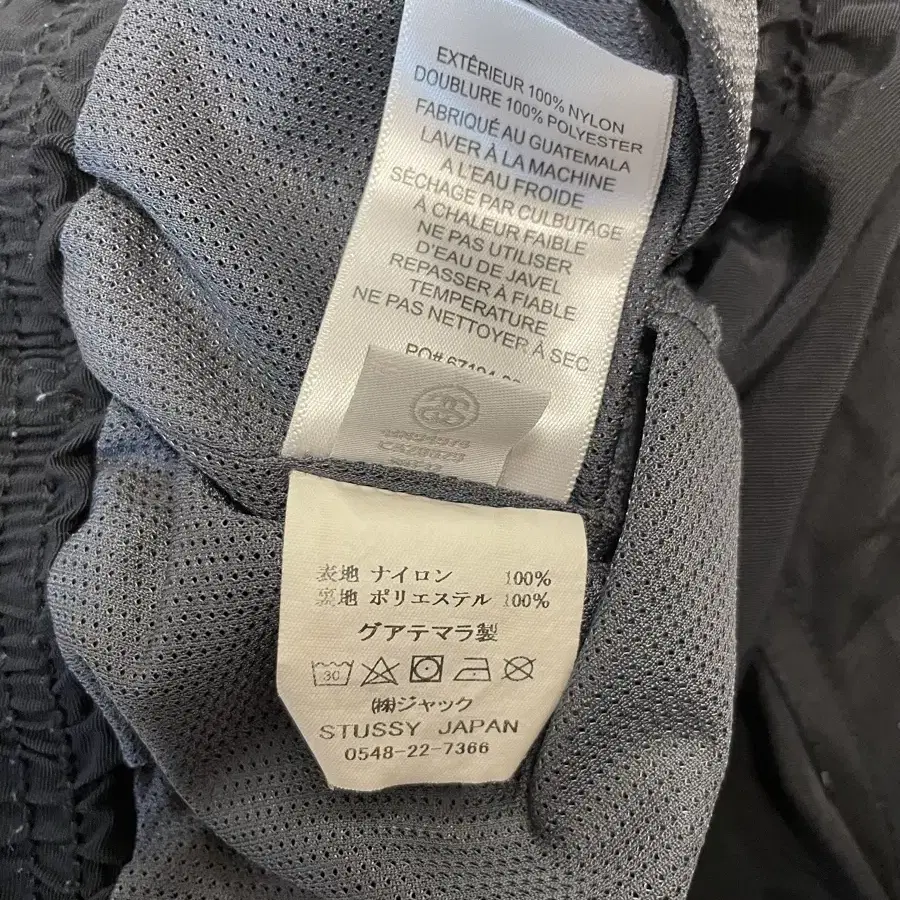 EXTÉRIEUR 100% NYLON
DOUBLURE 100% POLYESTER
FABRIQUÉ AU GUATEMALA
LAVER À LA MACHINE
À L'EAU FROIDE
SÉCHAGE PAR CULBUTAGE
À CHALEUR FAIBLE
NE PAS UTILISER
D'EAU DE JAVEL
REPASSER À FIABLE
TEMPERATURE
NE PAS NETTOYER À SEC
PO#
表地 ナイロン 100%
裏地 ポリエステル 100%
グアテマラ製
30
㈱ジャック
STUSSY JAPAN
0548-22-7366